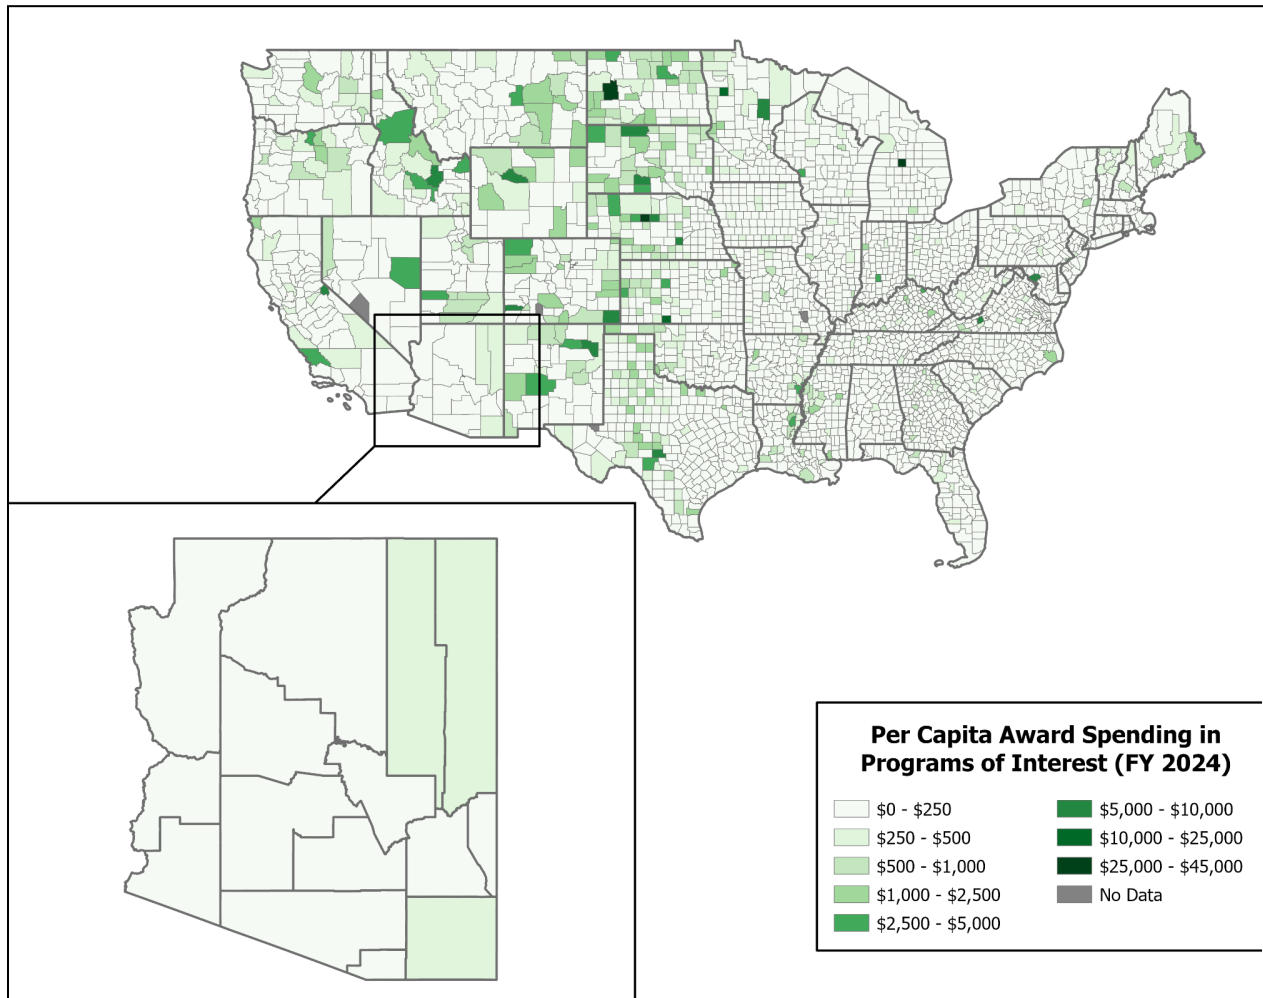 Per Capita Award Spending in
Programs of Interest (FY 2024)
$0 - $250
$250 - $500
$500 - $1,000
$1,000 - $2,500
$2,500 - $5,000
$5,000 - $10,000
$10,000 - $25,000
$25,000 - $45,000
No Data